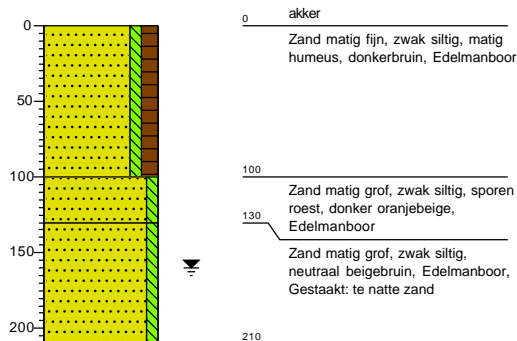 akker
0
0
Zand matig fijn, zwak siltig, matig
humeus, donkerbruin, Edelmanboor
50
100
100
Zand matig grof, zwak siltig, sporen
roest, donker oranjebeige,
Edelmanboor
130
Zand matig grof, zwak siltig,
neutraal beigebruin, Edelmanboor,
Gestaakt: te natte zand
150
200
210